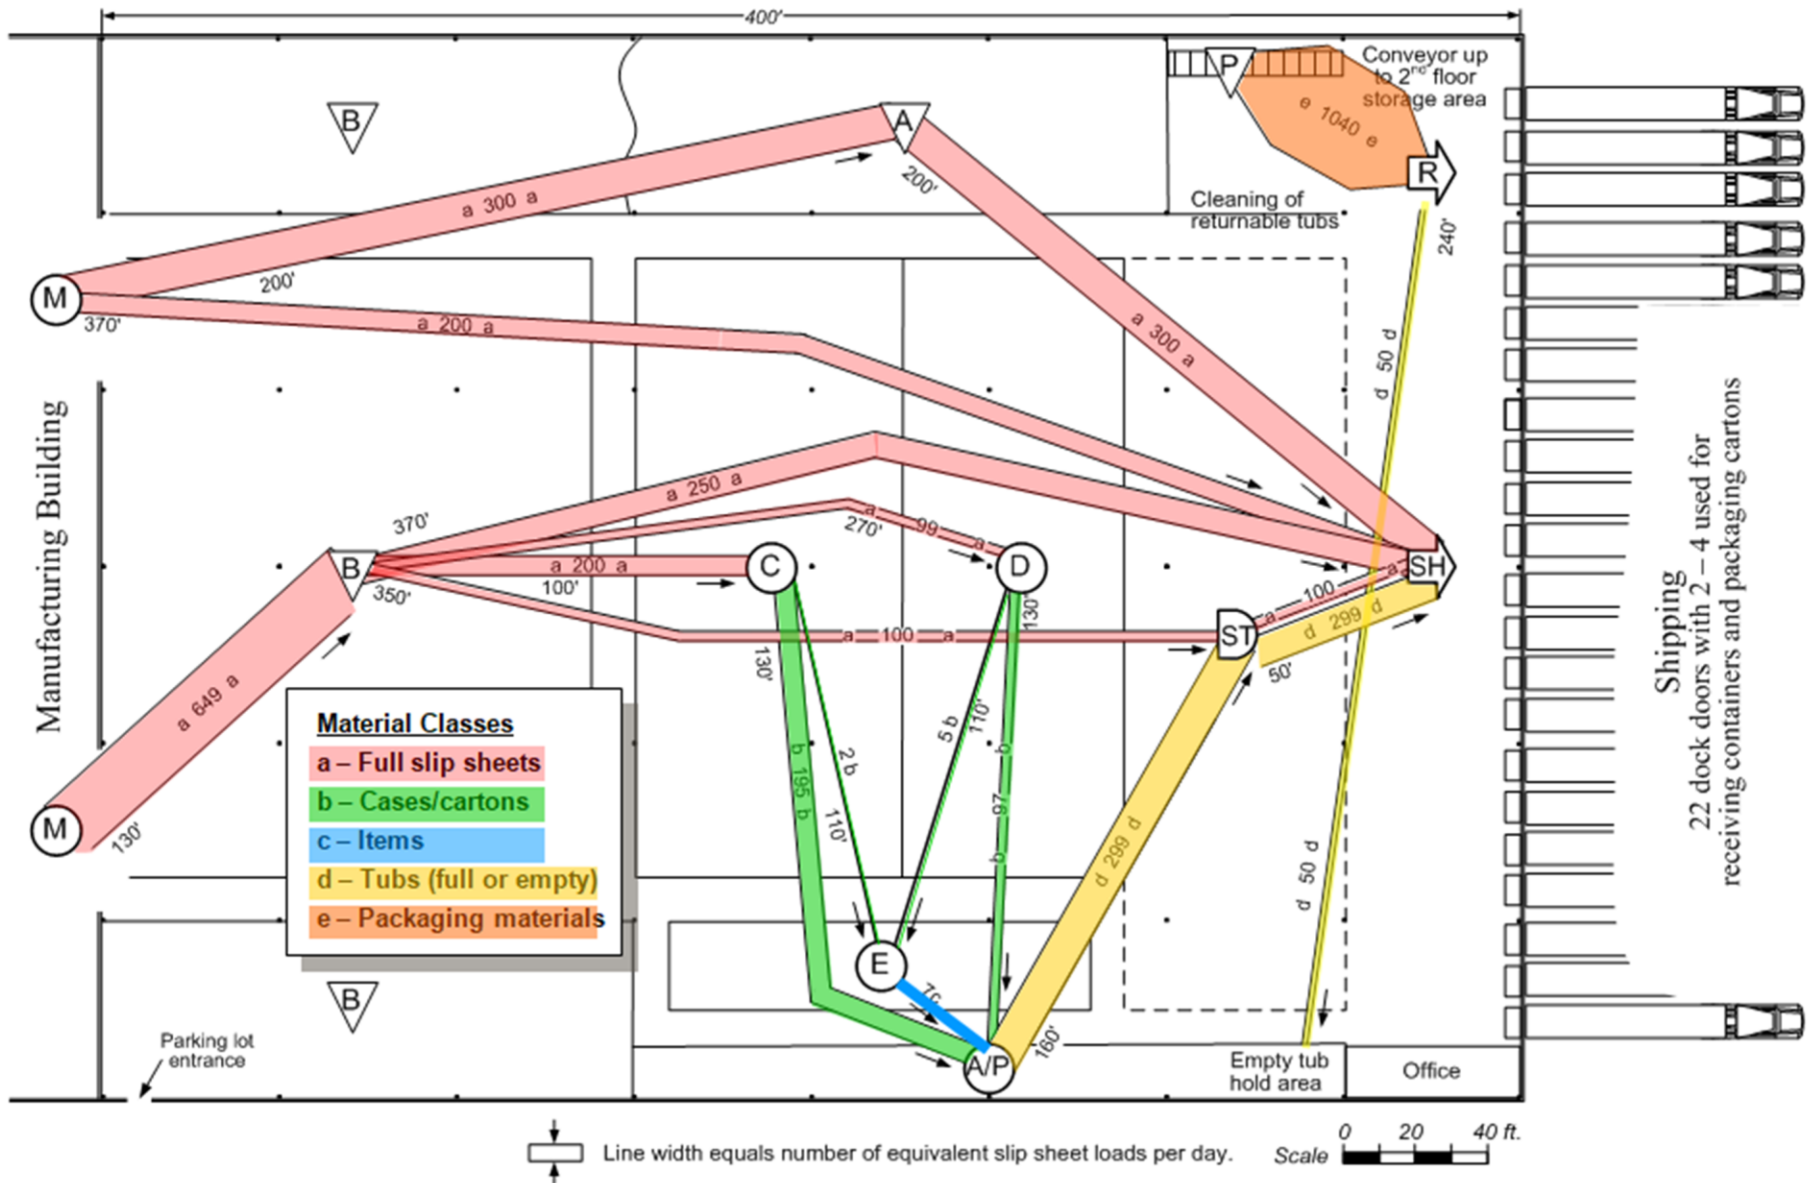 400'
P
Conveyor up
to 2nd floor
storage area
B
A
e 1040 e
R
200'
Cleaning of
returnable tubs
a 300 a
240'
200'
M
370'
a 200 a
a 300 a
d 50 d
Manufacturing Building
a 250 a
370'
a 99 a
270'
B
a 200 a
C
D
SH
100'
350'
a 100 a
130'
d 299 d
a 100 a
ST
130'
50'
Shipping
22 dock doors with 2 – 4 used for
receiving containers and packaging cartons
a 649 a
Material Classes
a – Full slip sheets
b – Cases/cartons
c – Items
d – Tubs (full or empty)
e – Packaging materials
M
130'
b 195 b
2 b
110'
5 b
110'
b 97 b
d 299 d
d 50 d
E
7c
B
A/P
160'
Parking lot
entrance
Empty tub
hold area
Office
Line width equals number of equivalent slip sheet loads per day.
Scale
0 20 40 ft.